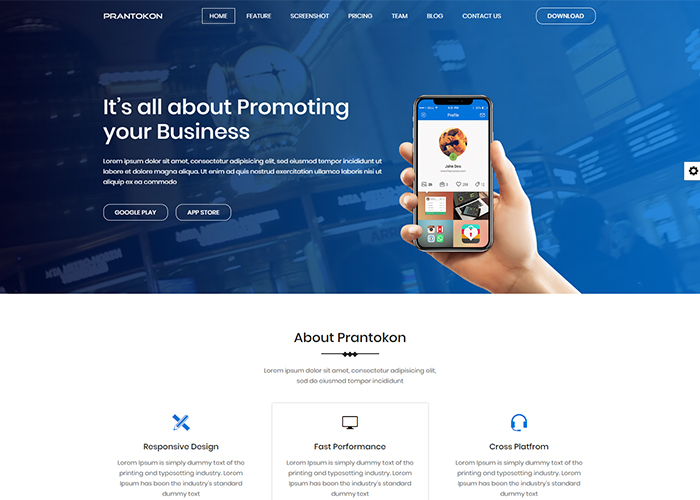 PRANTOKON
HOME FEATURE SCREENSHOT PRICING TEAM BLOG CONTACT US DOWNLOAD
It's all about Promoting
your Business
Lorem ipsum dolor sit amet, consectetur adipisicing elit, sed do eiusmod tempor incididunt ut
labore et dolore magna aliqua. Ut enim ad quis nostrud exercitation ullamco laboris nisi ut
aliquip ex ea commodo
GOOGLE PLAY APP STORE
Profile
John Deo
About Prantokon
Lorem ipsum dolor sit amet, consectetur adipisicing elit,
sed do eiusmod tempor incididunt
Responsive Design
Lorem Ipsum is simply dummy text of the
printing and typesetting industry. Lorem
Ipsum has been the industry's standard
dummy text
Fast Performance
Lorem Ipsum is simply dummy text of the
printing and typesetting industry. Lorem
Ipsum has been the industry's standard
dummy text
Cross Platfrom
Lorem Ipsum is simply dummy text of the
printing and typesetting industry. Lorem
Ipsum has been the industry's standard
dummy text